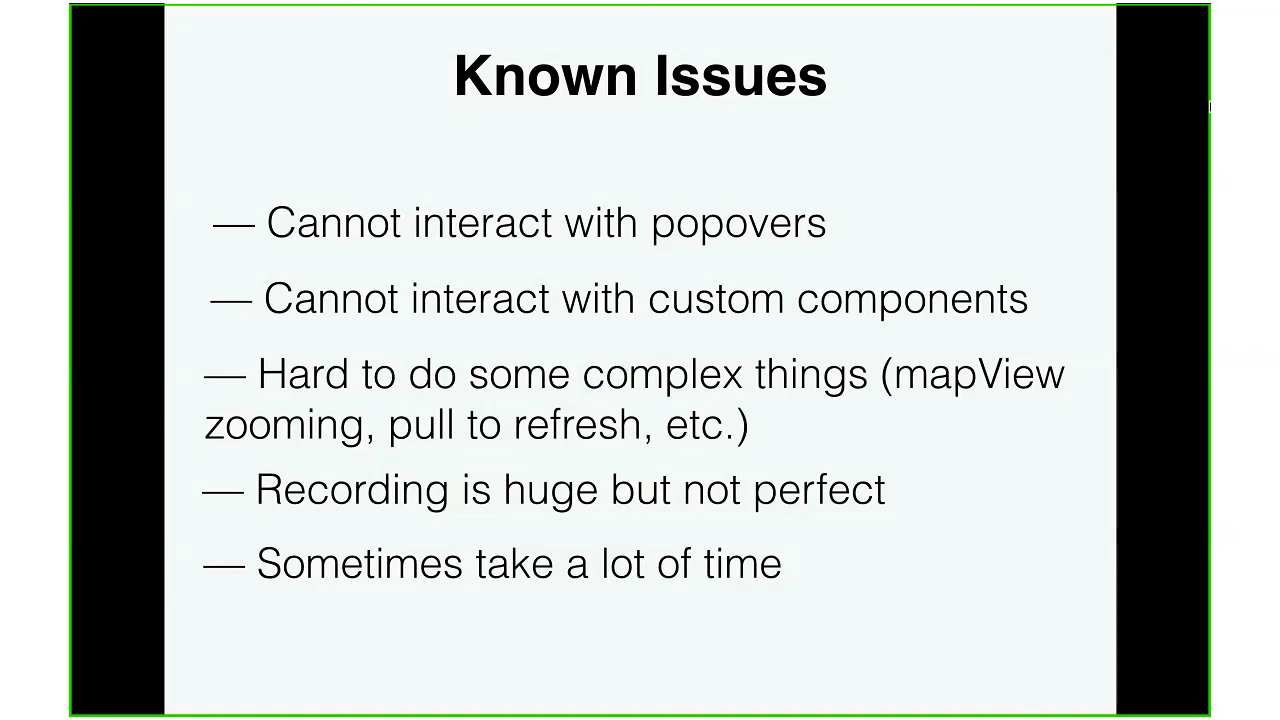 Known Issues
— Cannot interact with popovers
— Cannot interact with custom components
— Hard to do some complex things (mapView
zooming, pull to refresh, etc.)
— Recording is huge but not perfect
— Sometimes take a lot of time